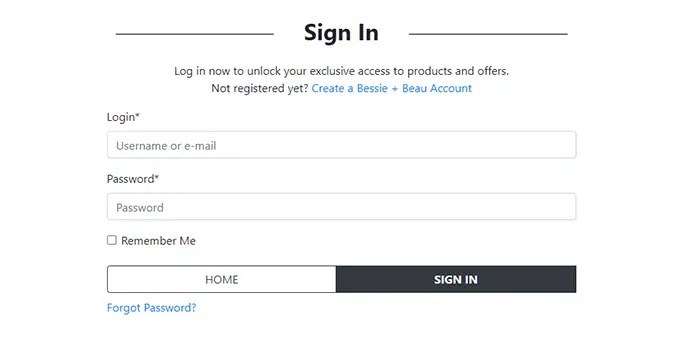 Sign In
Log in now to unlock your exclusive access to products and offers.
Not registered yet? Create a Bessie + Beau Account
Login*
Username or e-mail
Password*
Password
Remember Me
HOME
SIGN IN
Forgot Password?